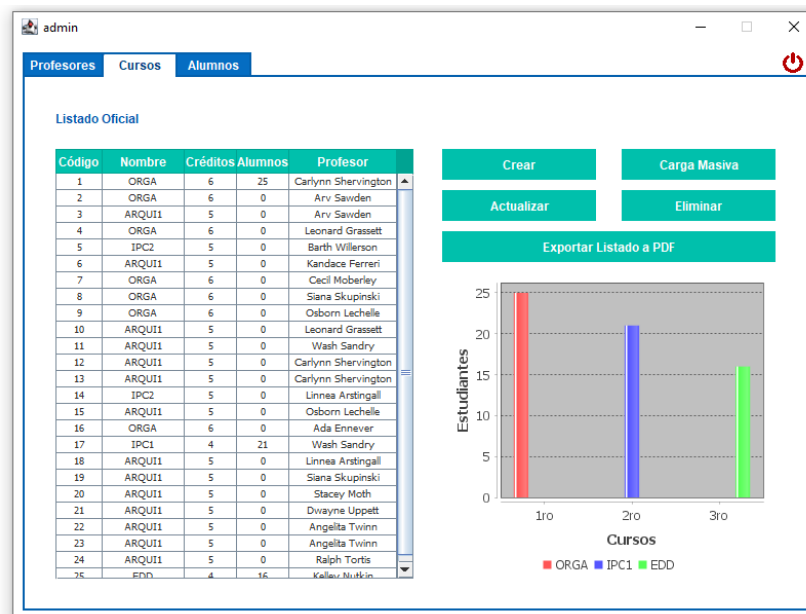 admin
Profesores Cursos Alumnos
Listado Oficial
Código Nombre Créditos Alumnos Profesor
1 ORGA 6 25 Carlynn Shervington
2 ORGA 6 0 Arv Sawden
3 ARQUI1 5 0 Arv Sawden
4 ORGA 6 0 Leonard Grassett
5 IPC2 5 0 Barth Willerson
6 ARQUI1 5 0 Kandace Ferreri
7 ORGA 6 0 Cecil Moberley
8 ORGA 6 0 Siana Skupinski
9 ORGA 6 0 Osborn Lechelle
10 ARQUI1 5 0 Leonard Grassett
11 ARQUI1 5 0 Wash Sandry
12 ARQUI1 5 0 Carlynn Shervington
13 ARQUI1 5 0 Carlynn Shervington
14 IPC2 5 0 Linnea Arstingall
15 ARQUI1 5 0 Osborn Lechelle
16 ORGA 6 0 Ada Ennever
17 IPC1 4 21 Wash Sandry
18 ARQUI1 5 0 Linnea Arstingall
19 ARQUI1 5 0 Siana Skupinski
20 ARQUI1 5 0 Stacey Moth
21 ARQUI1 5 0 Dwayne Uppett
22 ARQUI1 5 0 Angelita Twinn
23 ARQUI1 5 0 Angelita Twinn
24 ARQUI1 5 0 Ralph Tortis
25 EDD 4 16 Kelley Nutkin
Crear Carga Masiva
Actualizar Eliminar
Exportar Listado a PDF
Estudiantes
25
20
15
10
5
0
1ro 2ro 3ro
Cursos
ORGA IPC1 EDD